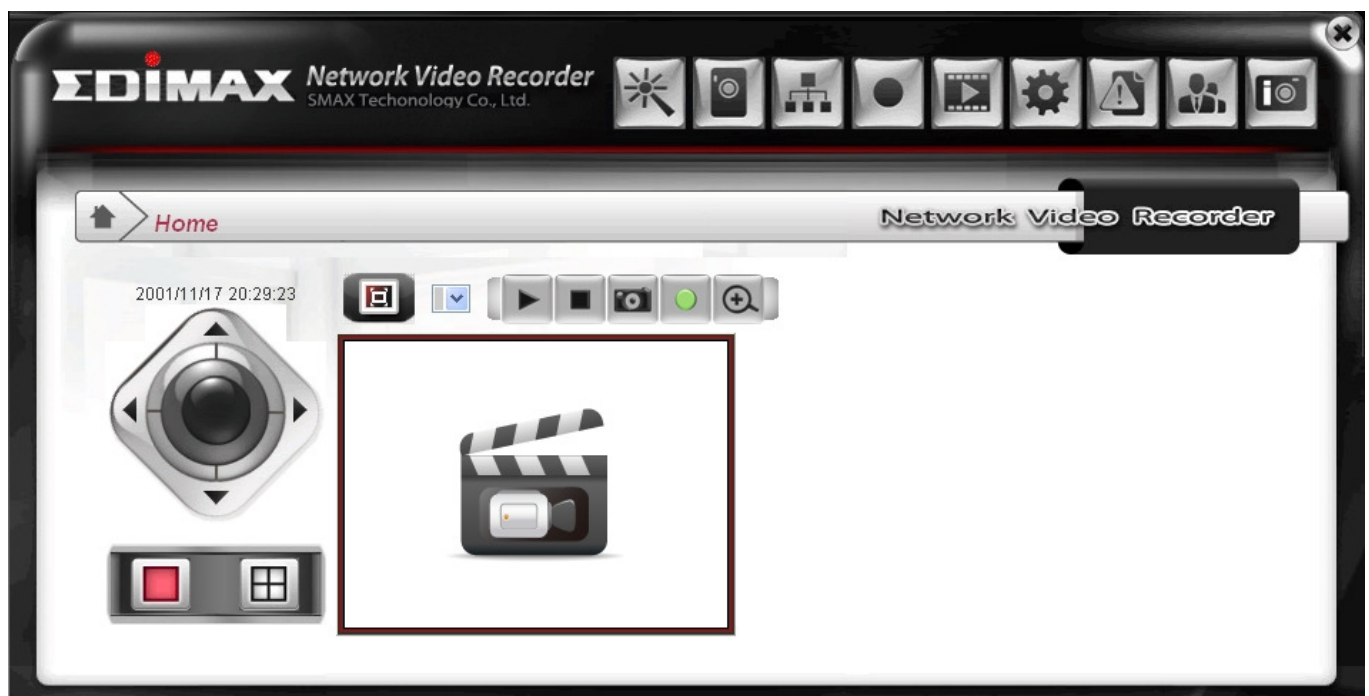 EDIMAX Network Video Recorder
SMAX Techonology Co., Ltd.
Home
Network Video Recorder
2001/11/17 20:29:23